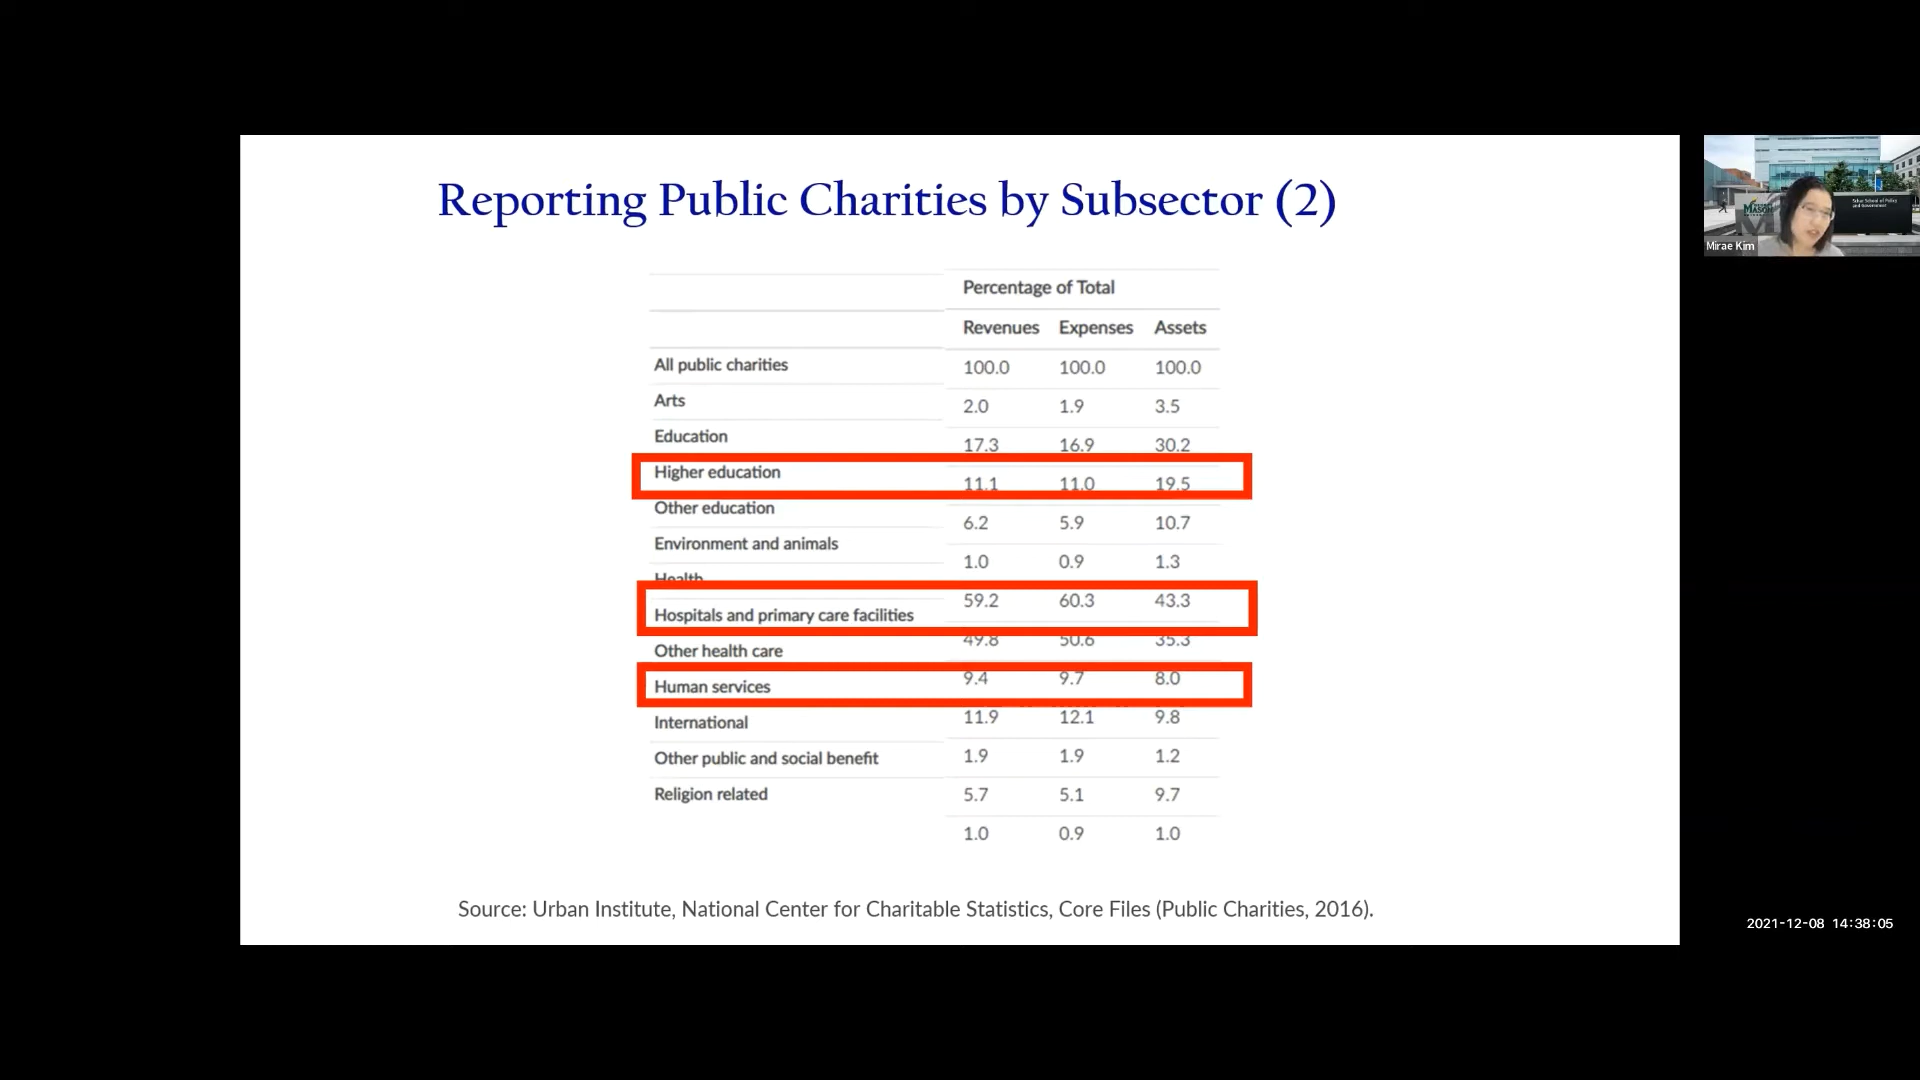 Reporting Public Charities by Subsector (2)
Percentage of Total
Revenues Expenses Assets
All public charities 100.0 100.0 100.0
Arts 2.0 1.9 3.5
Education 17.3 16.9 30.2
Higher education 11.1 11.0 19.5
Other education 6.2 5.9 10.7
Environment and animals 1.0 0.9 1.3
Health 59.2 60.3 43.3
Hospitals and primary care facilities 49.8 50.6 35.3
Other health care 9.4 9.7 8.0
Human services 11.9 12.1 9.8
International 1.9 1.9 1.2
Other public and social benefit 5.7 5.1 9.7
Religion related 1.0 0.9 1.0
Source: Urban Institute, National Center for Charitable Statistics, Core Files (Public Charities, 2016).
MASON
Schar School of Policy
and Government
Mirae Kim
2021-12-08 14:38:05